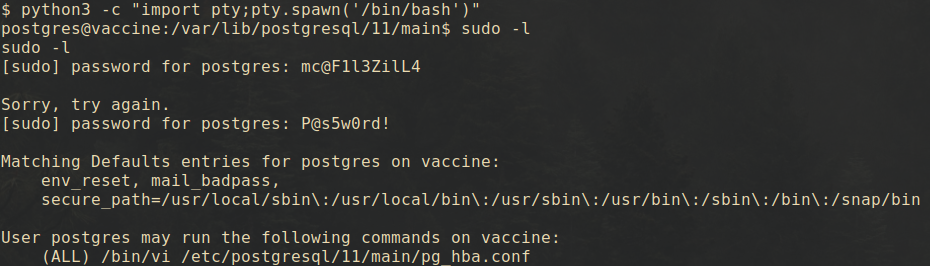 $ python3 -c "import pty;pty.spawn('/bin/bash')"
postgres@vaccine:/var/lib/postgresql/11/main$ sudo -l
sudo -l
[sudo] password for postgres: mc@F1l3ZilL4
Sorry, try again.
[sudo] password for postgres: P@s5w0rd!
Matching Defaults entries for postgres on vaccine:
    env_reset, mail_badpass,
    secure_path=/usr/local/sbin\:/usr/local/bin\:/usr/sbin\:/usr/bin\:/sbin\:/bin\:/snap/bin
User postgres may run the following commands on vaccine:
    (ALL) /bin/vi /etc/postgresql/11/main/pg_hba.conf